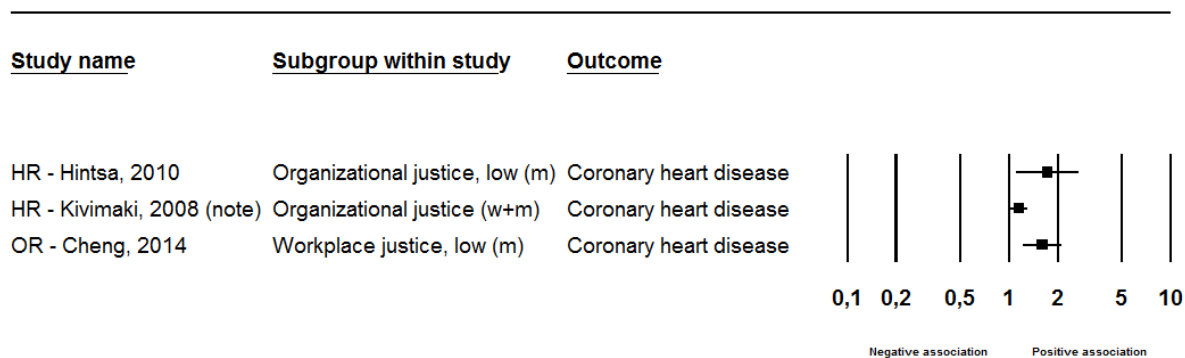 Study name Subgroup within study Outcome
HR - Hintsa, 2010 Organizational justice, low (m) Coronary heart disease
HR - Kivimaki, 2008 (note) Organizational justice (w+m) Coronary heart disease
OR - Cheng, 2014 Workplace justice, low (m) Coronary heart disease
0,1 0,2 0,5 1 2 5 10
Negative association Positive association